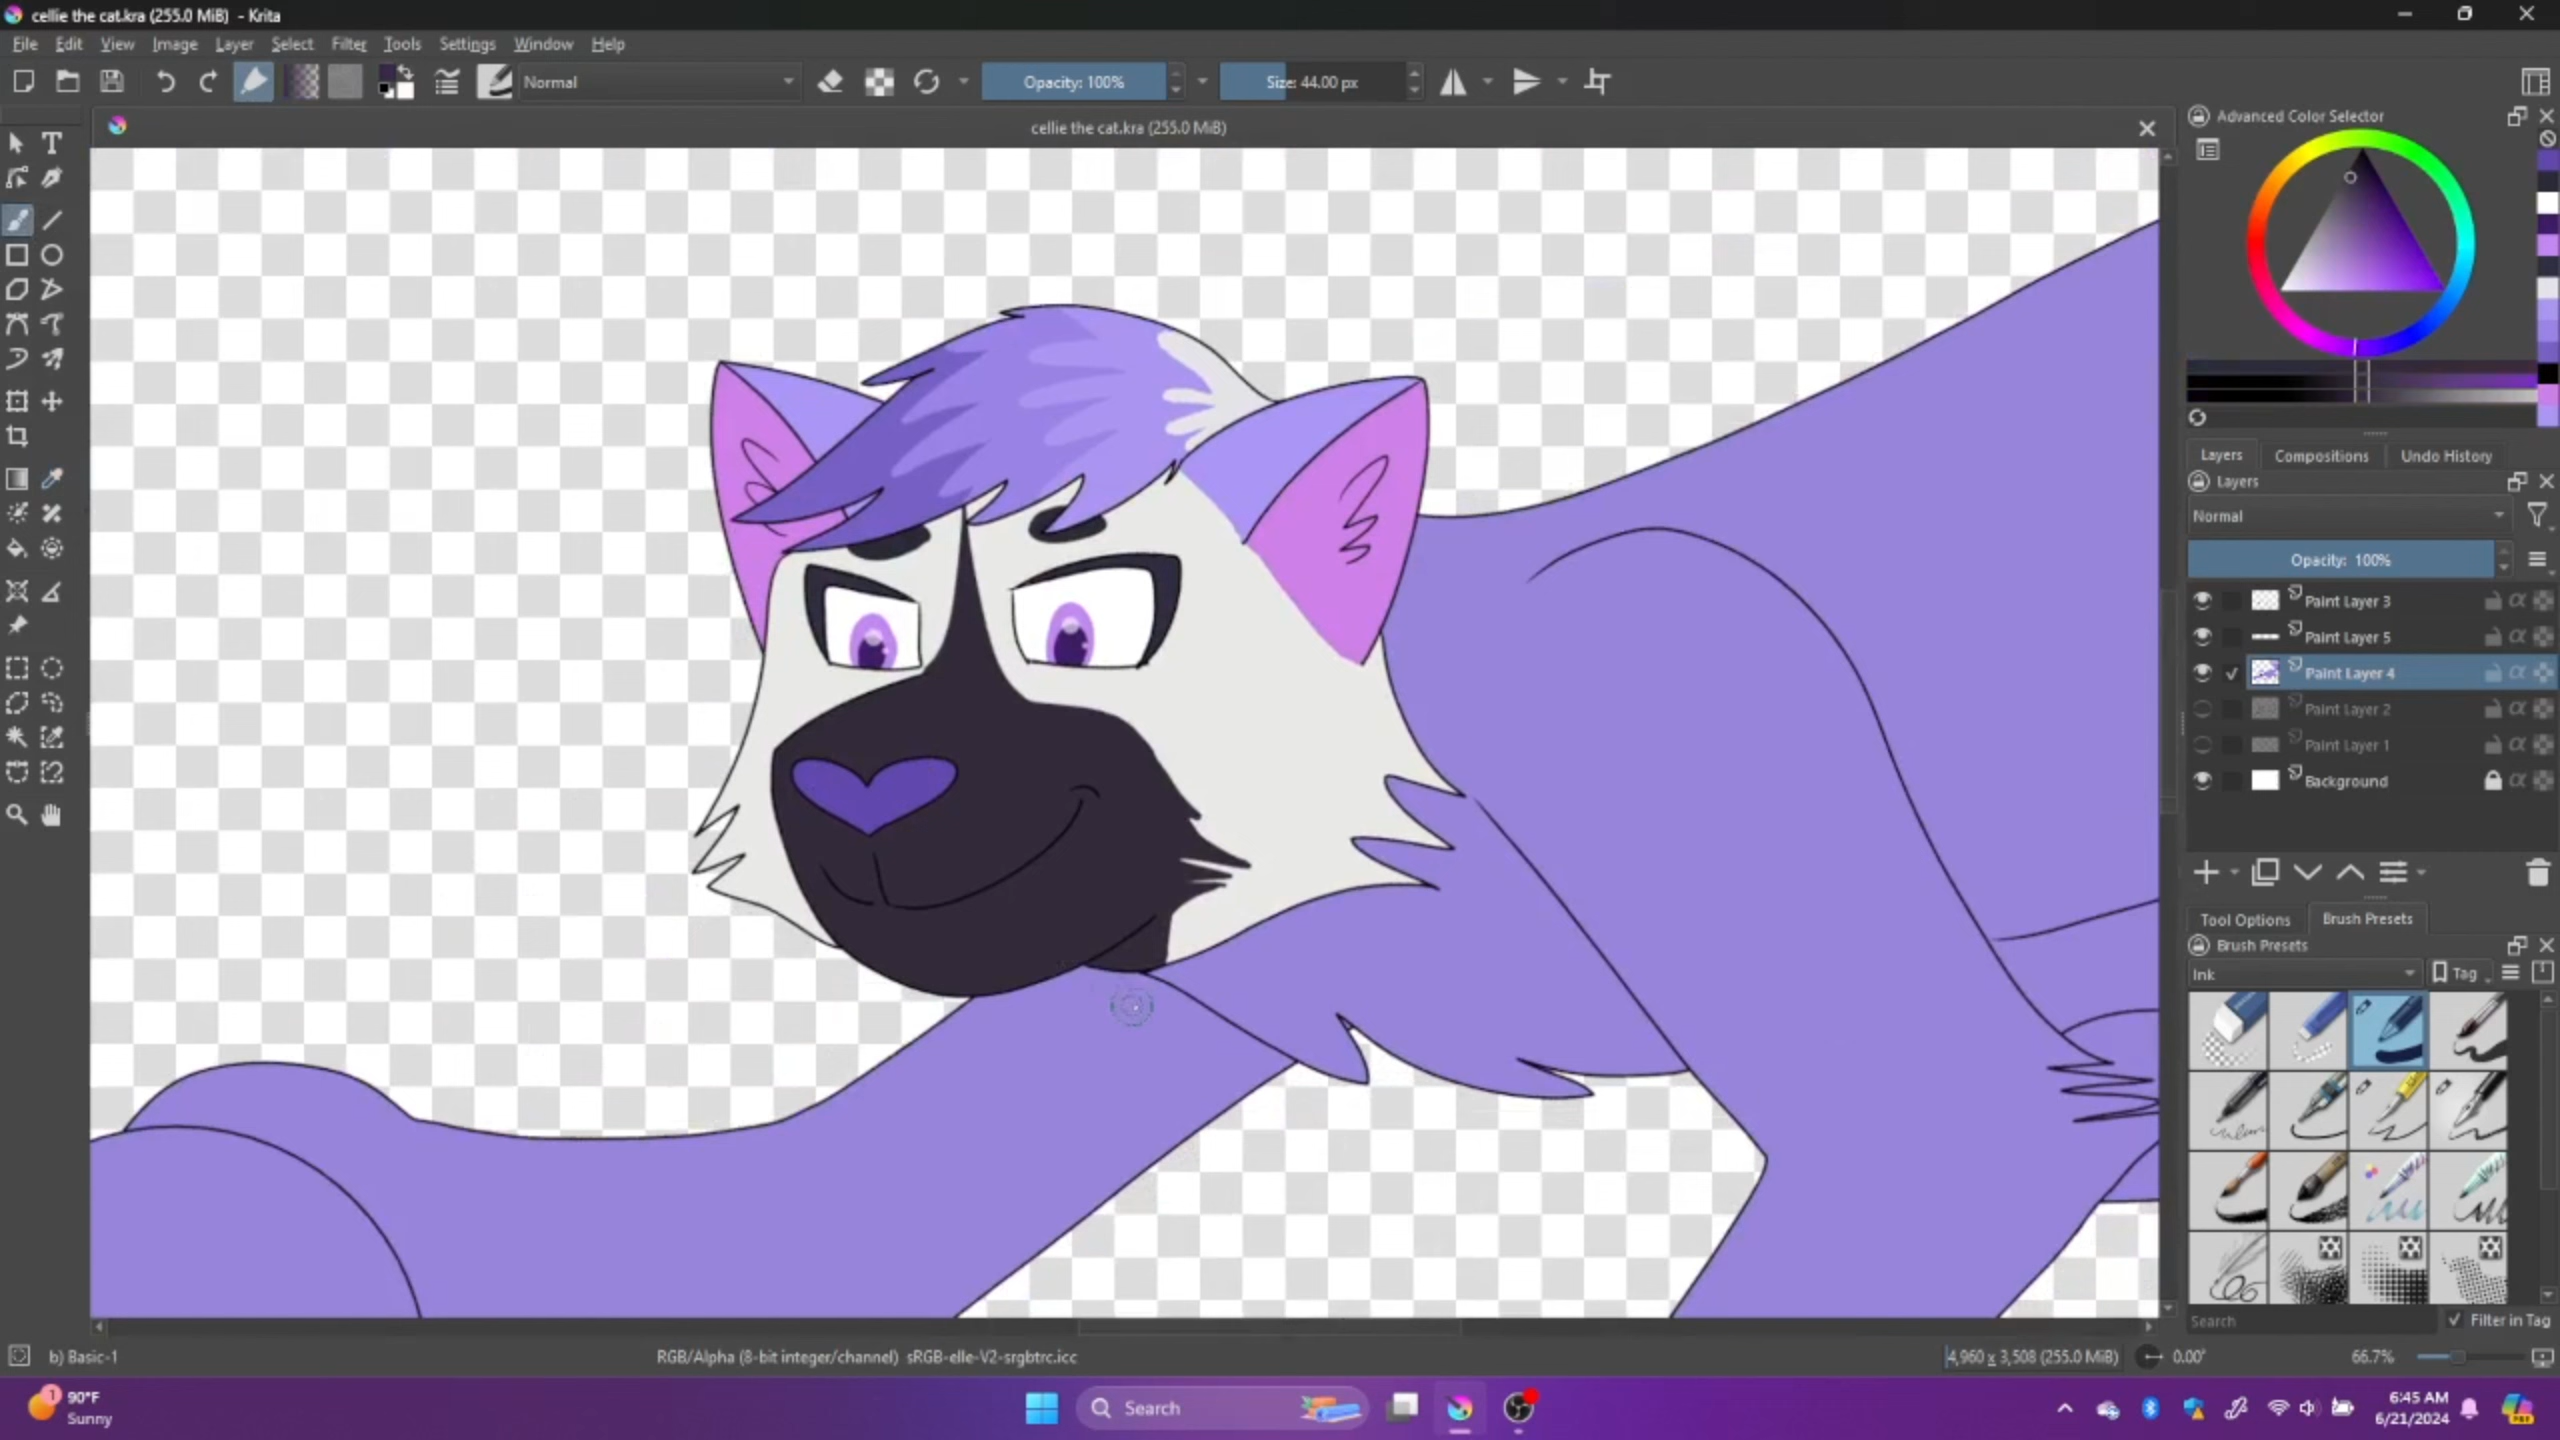 cellie the cat.kra (255.0 MiB) - Krita
File Edit View Image Layer Select Filter Tools Settings Window Help
Normal
Opacity: 100%
Size: 44.00 px
cellie the cat.kra (255.0 MiB)
Advanced Color Selector
Layers Compositions Undo History
Layers
Normal
Opacity: 100%
Paint Layer 3
Paint Layer 5
Paint Layer 4
Paint Layer 2
Paint Layer 1
Background
Tool Options Brush Presets
Brush Presets
Ink
Tag
Search
Filter in Tag
b) Basic-1
RGB/Alpha (8-bit integer/channel) sRGB-elle-V2-srgbtrc.icc
4,960 x 3,508 (255.0 MiB)
0.00°
66.7%
1
90°F
Sunny
Search
6:45 AM
6/21/2024